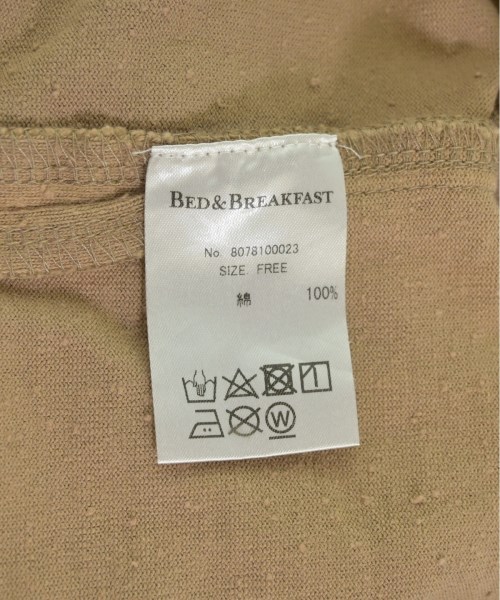 BED & BREAKFAST
No. 8078100023
SIZE FREE
綿 100%
W